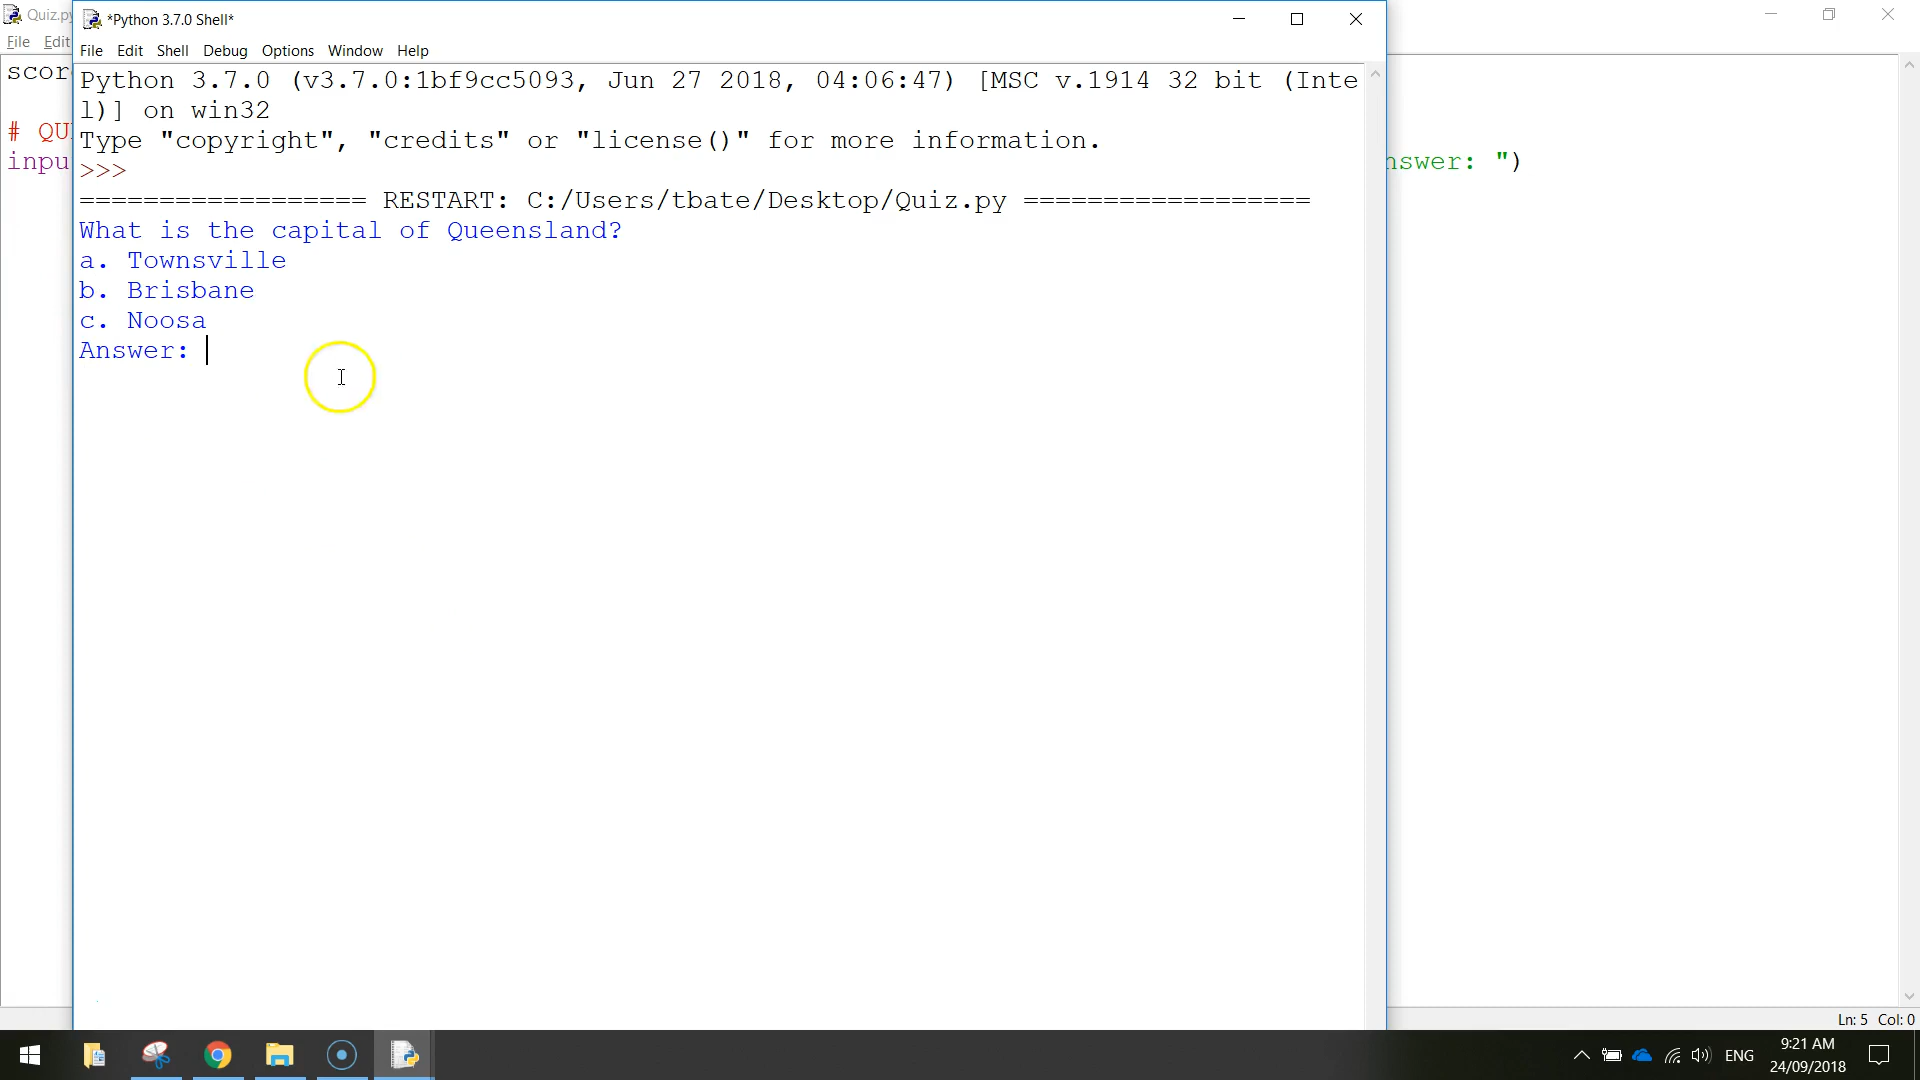 Quiz.py
*Python 3.7.0 Shell*
File Edit
File Edit Shell Debug Options Window Help
scor
Python 3.7.0 (v3.7.0:1bf9cc5093, Jun 27 2018, 04:06:47) [MSC v.1914 32 bit (Inte
l)] on win32
# QU
Type "copyright", "credits" or "license()" for more information.
inpu
nswer: ")
>>>
================== RESTART: C:/Users/tbate/Desktop/Quiz.py ==================
What is the capital of Queensland?
a. Townsville
b. Brisbane
c. Noosa
Answer:
Ln: 5 Col: 0
ENG
9:21 AM
24/09/2018